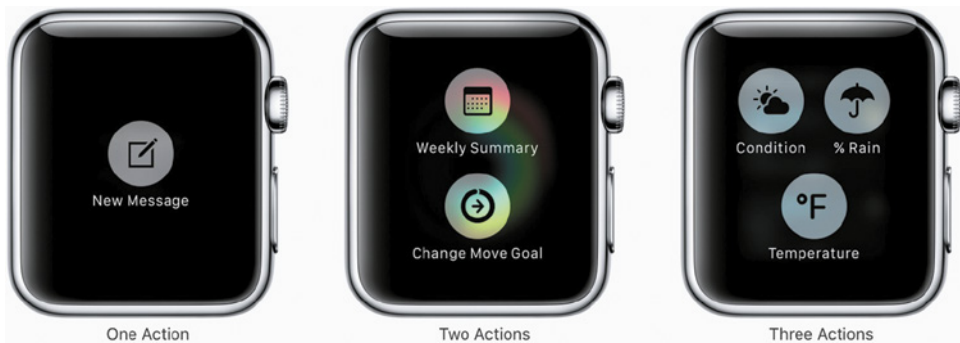 New Message
One Action
Weekly Summary
Change Move Goal
Two Actions
Condition
% Rain
°F
Temperature
Three Actions